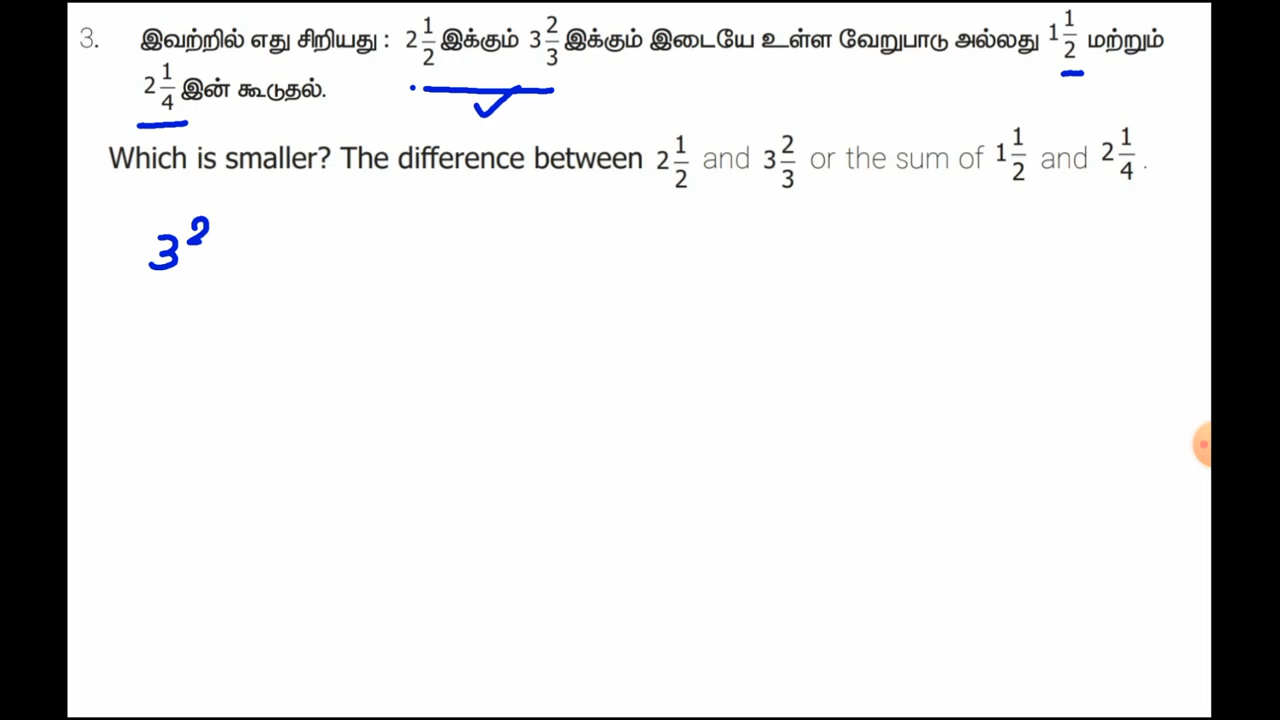 3. இவற்றில் எது சிறியது : 2 1/2 இக்கும் 3 2/3 இக்கும் இடையே உள்ள வேறுபாடு அல்லது 1 1/2 மற்றும்
2 1/4 இன் கூடுதல்.
Which is smaller? The difference between 2 1/2 and 3 2/3 or the sum of 1 1/2 and 2 1/4 .
3 2